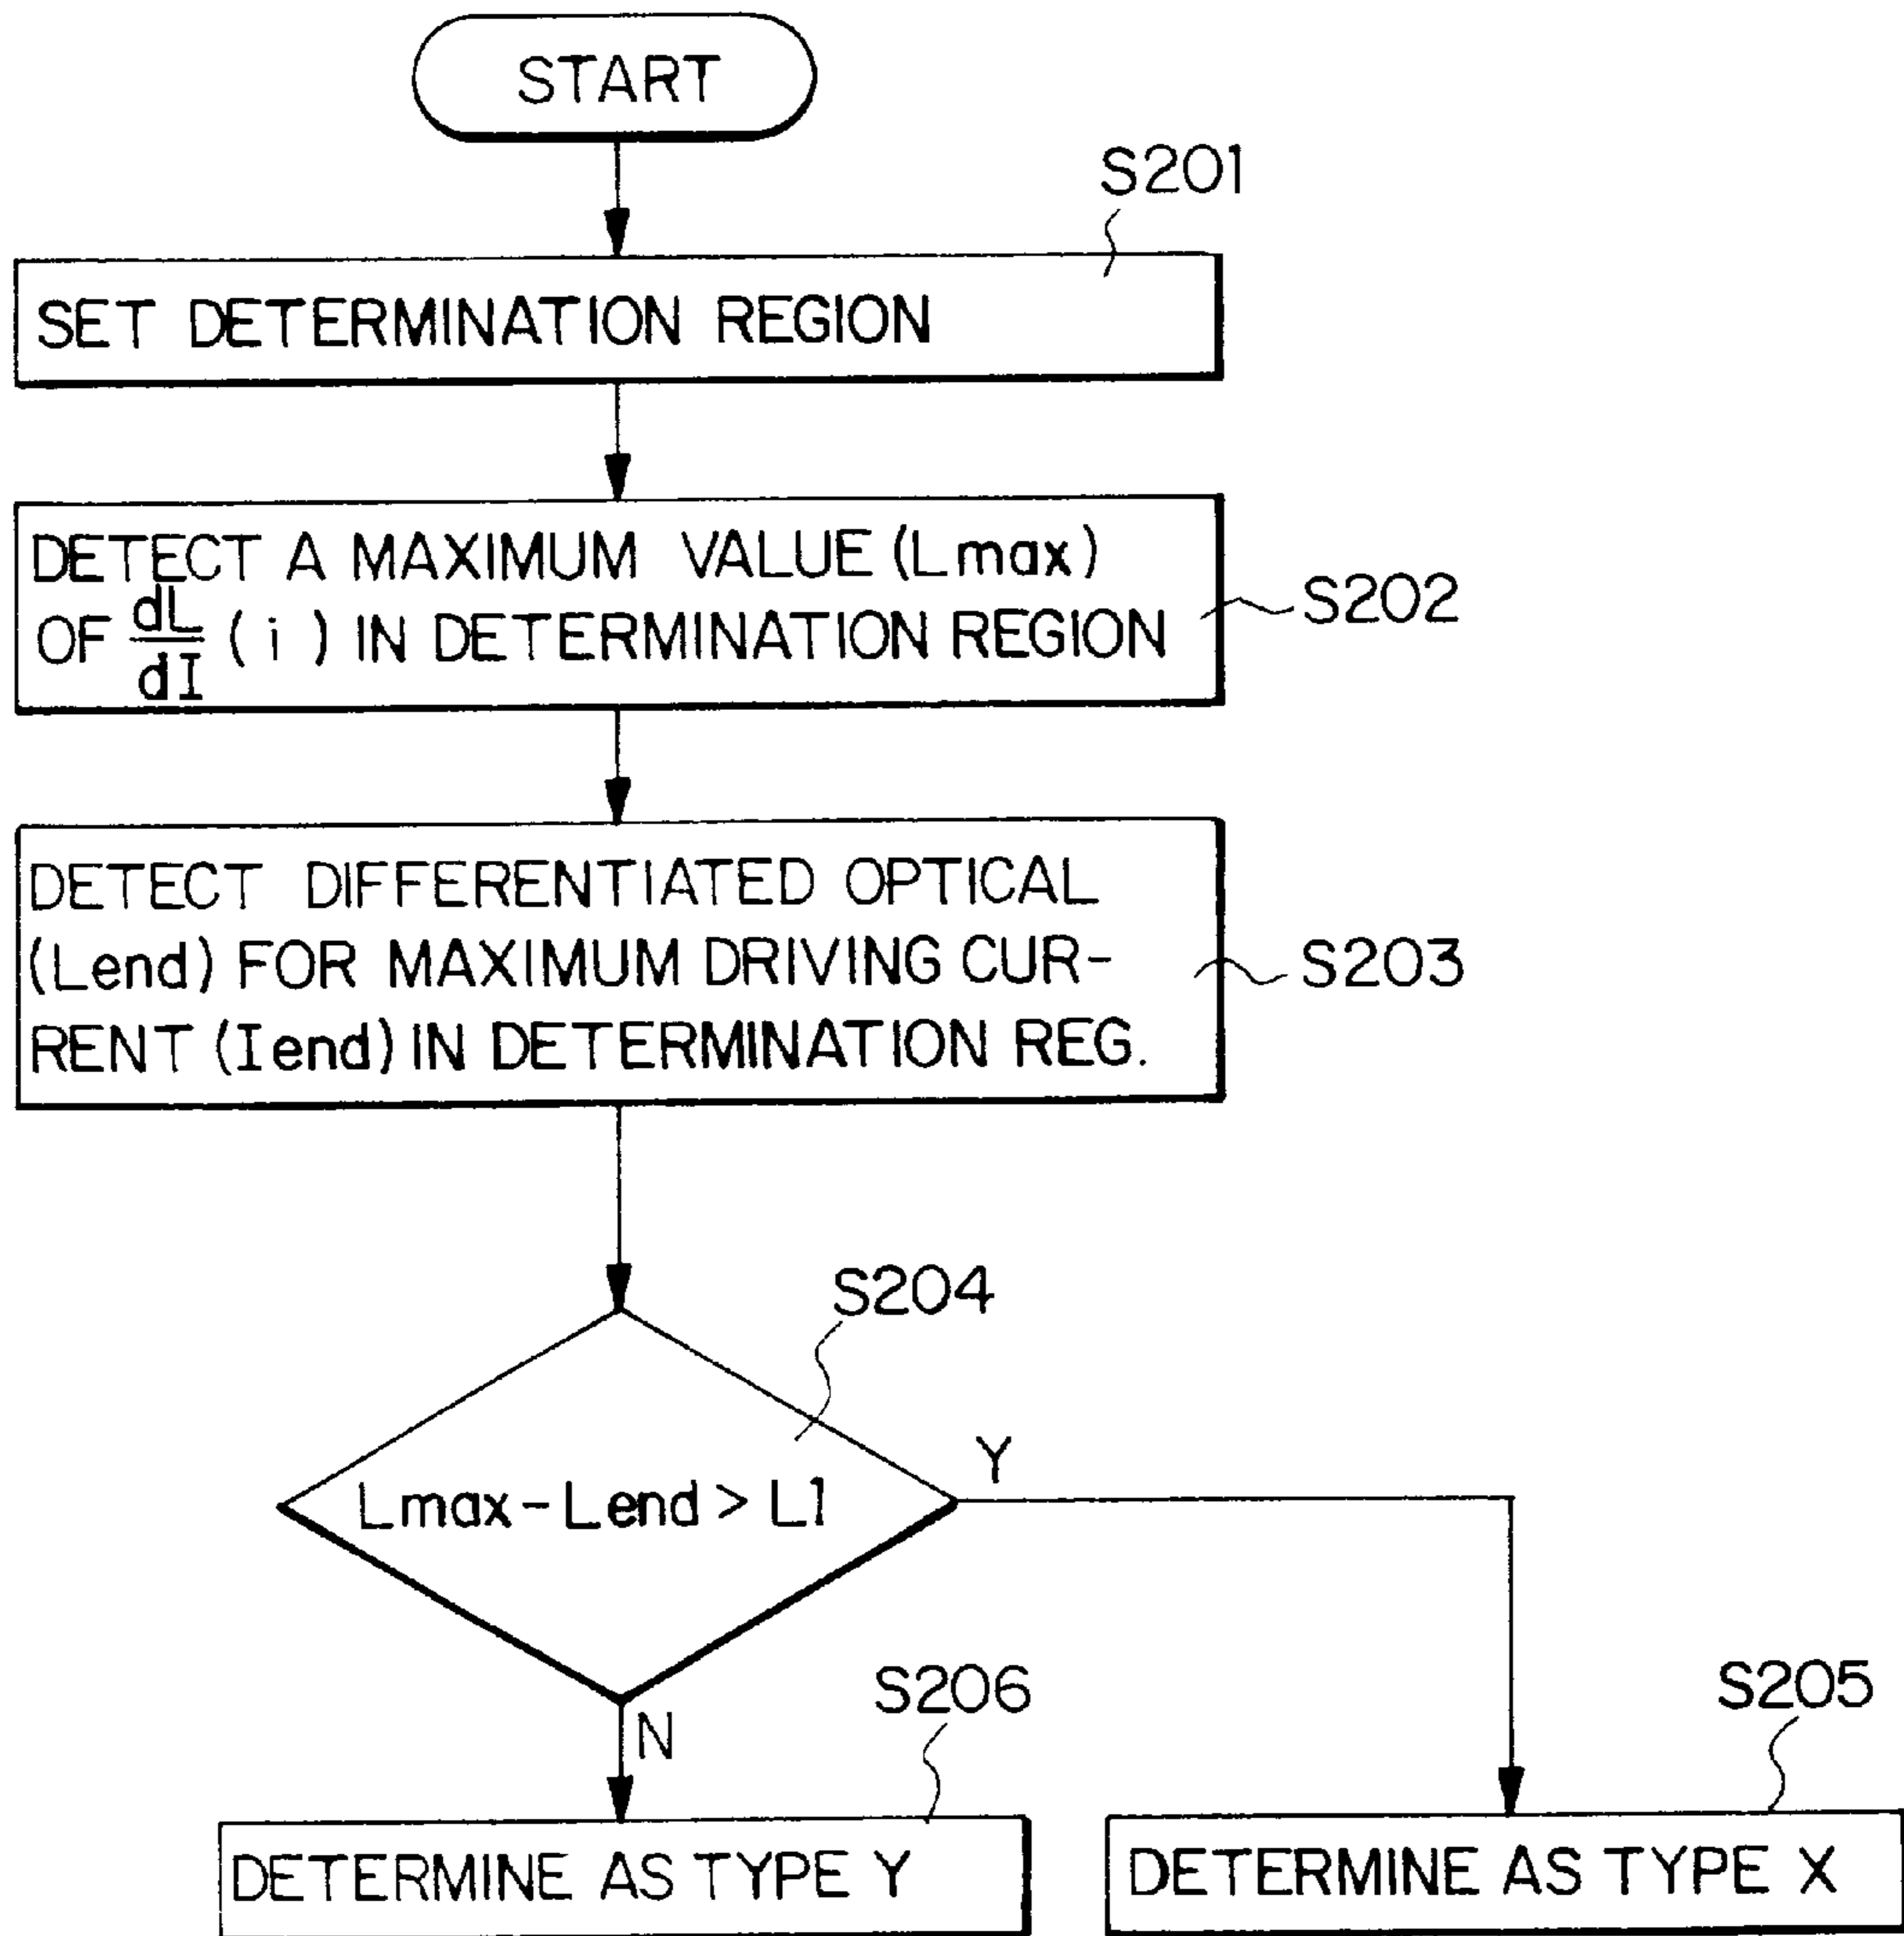 START
S201
SET DETERMINATION REGION
DETECT A MAXIMUM VALUE (Lmax)
OF dL/dI (i) IN DETERMINATION REGION
S202
DETECT DIFFERENTIATED OPTICAL
(Lend) FOR MAXIMUM DRIVING CUR-
RENT (Iend) IN DETERMINATION REG.
S203
S204
Lmax-Lend > L1
Y
N
S206
S205
DETERMINE AS TYPE Y
DETERMINE AS TYPE X